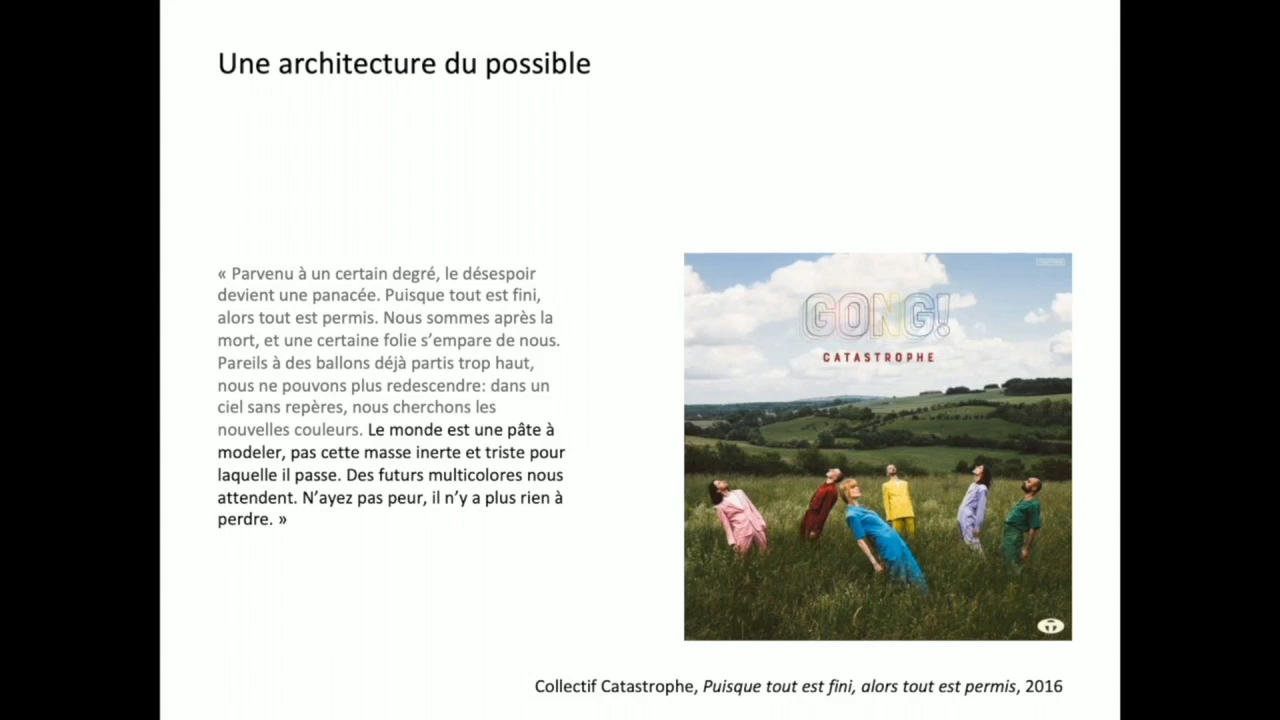 Une architecture du possible
« Parvenu à un certain degré, le désespoir
devient une panacée. Puisque tout est fini,
alors tout est permis. Nous sommes après la
mort, et une certaine folie s’empare de nous.
Pareils à des ballons déjà partis trop haut,
nous ne pouvons plus redescendre: dans un
ciel sans repères, nous cherchons les
nouvelles couleurs. Le monde est une pâte à
modeler, pas cette masse inerte et triste pour
laquelle il passe. Des futurs multicolores nous
attendent. N’ayez pas peur, il n’y a plus rien à
perdre. »
GONG!
CATASTROPHE
Collectif Catastrophe, Puisque tout est fini, alors tout est permis, 2016